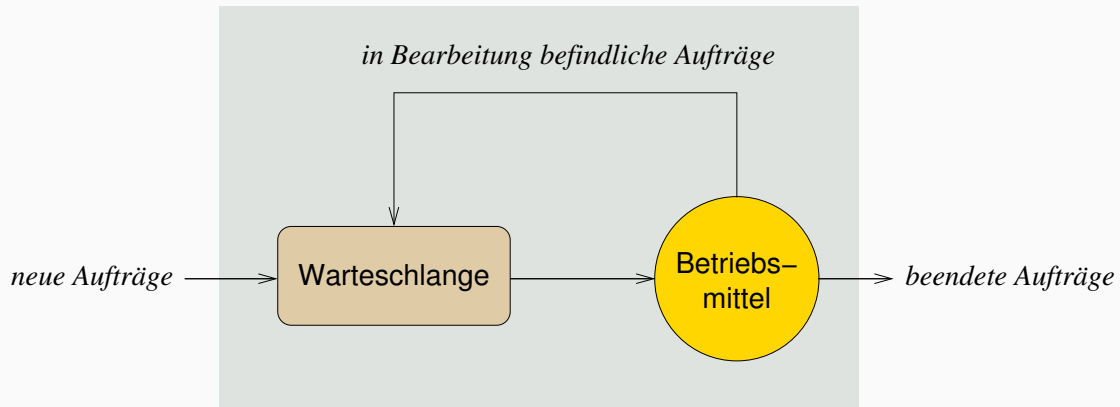 in Bearbeitung befindliche Aufträge
neue Aufträge
Warteschlange
Betriebs–
mittel
beendete Aufträge